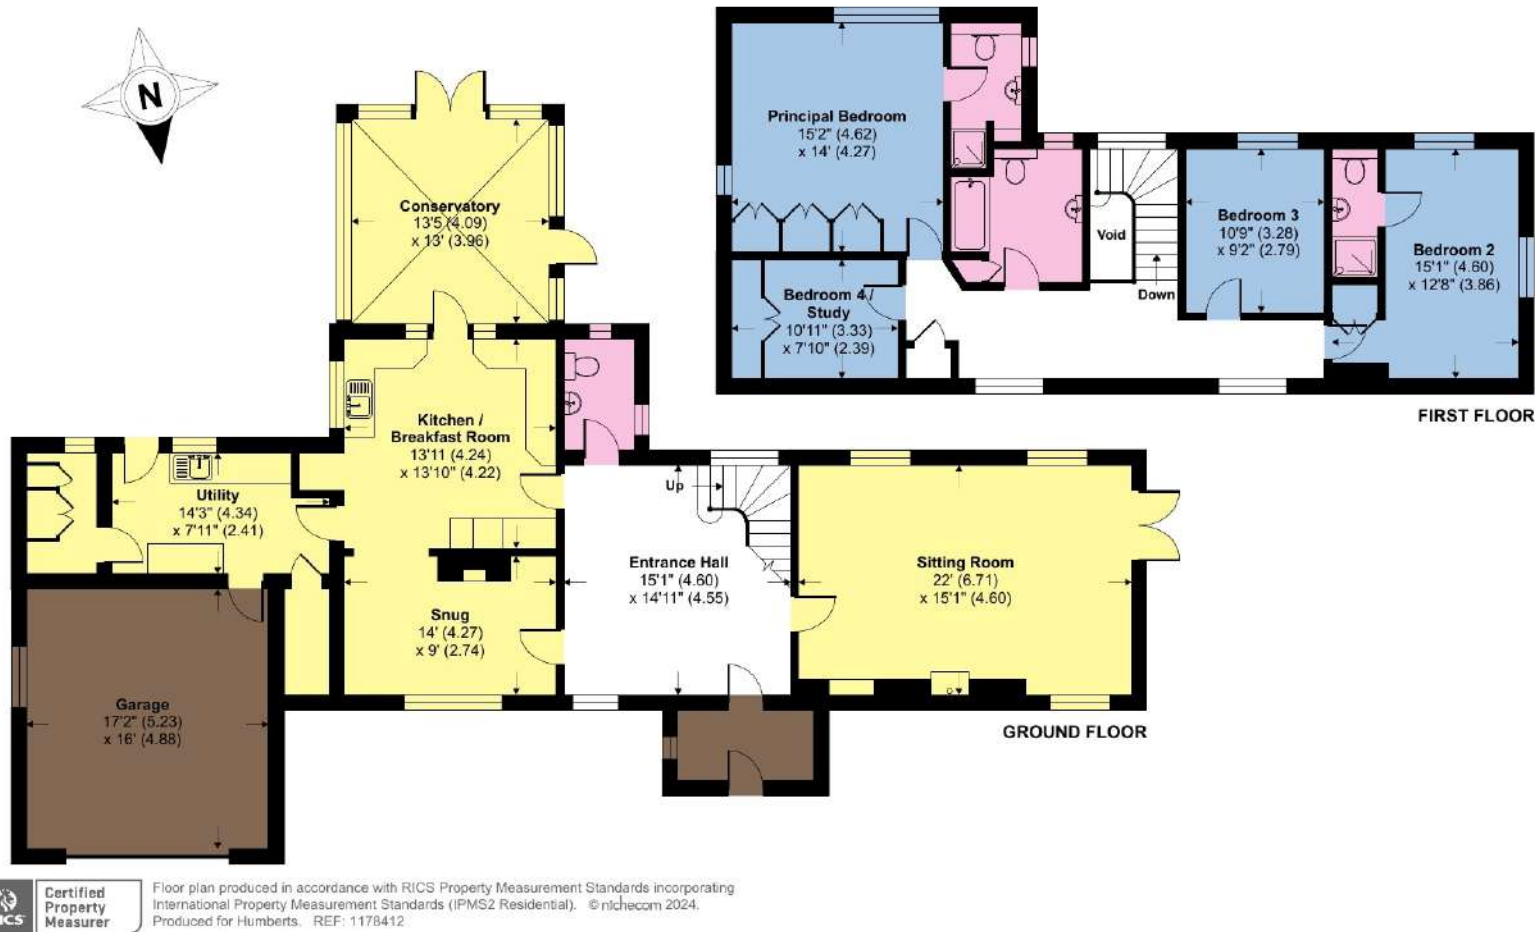 N
Principal Bedroom
15'2" (4.62)
x 14' (4.27)
Bedroom 4 /
Study
10'11" (3.33)
x 7'10" (2.39)
Void
Down
Bedroom 3
10'9" (3.28)
x 9'2" (2.79)
Bedroom 2
15'1" (4.60)
x 12'8" (3.86)
FIRST FLOOR
Conservatory
13'5 (4.09)
x 13' (3.96)
Kitchen /
Breakfast Room
13'11 (4.24)
x 13'10" (4.22)
Utility
14'3" (4.34)
x 7'11" (2.41)
Up
Entrance Hall
15'1" (4.60)
x 14'11" (4.55)
Sitting Room
22' (6.71)
x 15'1" (4.60)
Snug
14' (4.27)
x 9' (2.74)
Garage
17'2" (5.23)
x 16' (4.88)
GROUND FLOOR
RICS
Certified
Property
Measurer
Floor plan produced in accordance with RICS Property Measurement Standards incorporating
International Property Measurement Standards (IPMS2 Residential). © nichecom 2024.
Produced for Humberts. REF: 1178412